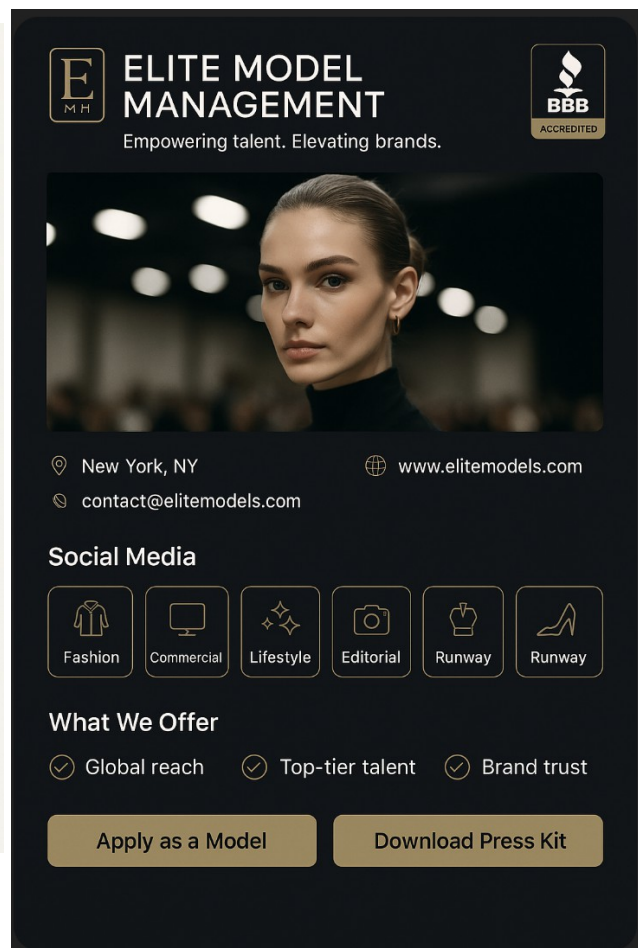 E
M H
ELITE MODEL
MANAGEMENT
Empowering talent. Elevating brands.
BBB
ACCREDITED
New York, NY
www.elitemodels.com
contact@elitemodels.com
Social Media
Fashion
Commercial
Lifestyle
Editorial
Runway
Runway
What We Offer
Global reach
Top-tier talent
Brand trust
Apply as a Model
Download Press Kit